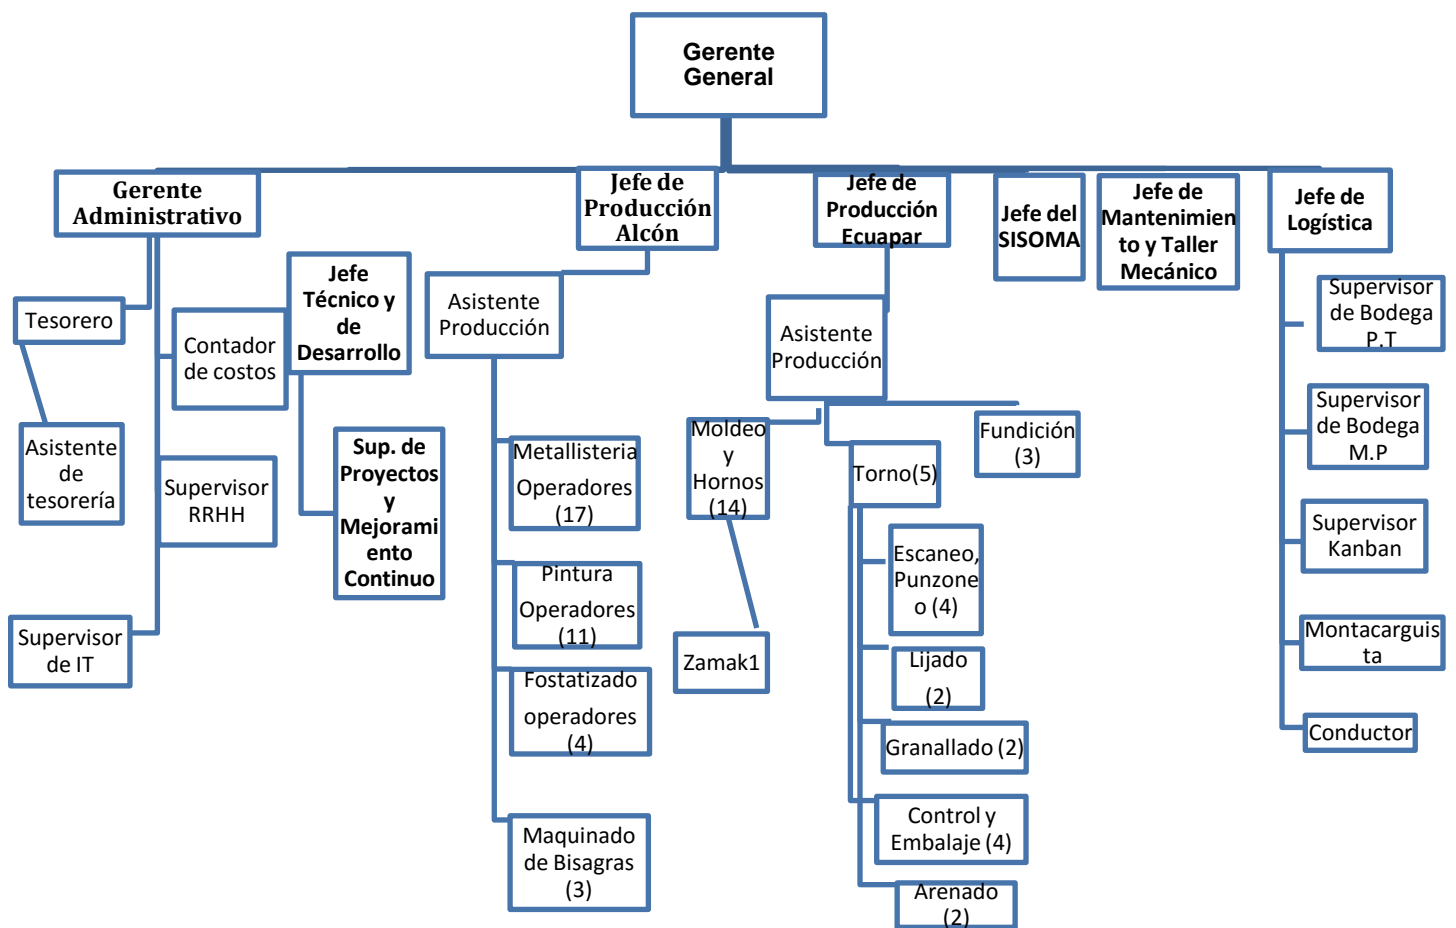 Gerente
General
Gerente
Administrativo
Jefe de
Producción
Alcón
Jefe de
Producción
Ecuapar
Jefe del
SISOMA
Jefe de
Mantenimien
to y Taller
Mecánico
Jefe de
Logística
Tesorero
Asistente
de
tesorería
Contador
de costos
Supervisor
RRHH
Supervisor
de IT
Jefe
Técnico y
de
Desarrollo
Sup. de
Proyectos
y
Mejorami
ento
Continuo
Asistente
Producción
Metallisteria
Operadores
(17)
Pintura
Operadores
(11)
Fostatizado
operadores
(4)
Maquinado
de Bisagras
(3)
Asistente
Producción
Moldeo
y
Hornos
(14)
Zamak1
Torno(5)
Fundición
(3)
Escaneo,
Punzone
o (4)
Lijado
(2)
Granallado (2)
Control y
Embalaje (4)
Arenado
(2)
Supervisor
de Bodega
P.T
Supervisor
de Bodega
M.P
Supervisor
Kanban
Montacarguis
ta
Conductor